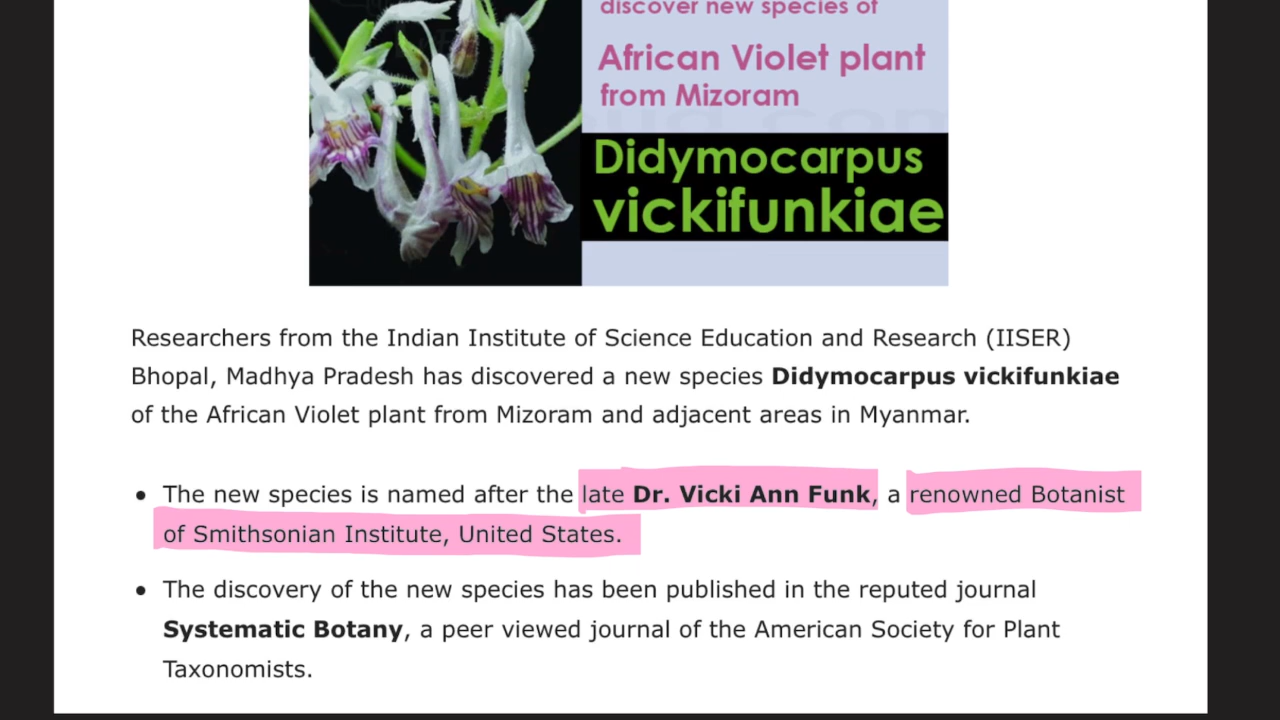 discover new species of
African Violet plant
from Mizoram
Didymocarpus
vickifunkiae
Researchers from the Indian Institute of Science Education and Research (IISER)
Bhopal, Madhya Pradesh has discovered a new species Didymocarpus vickifunkiae
of the African Violet plant from Mizoram and adjacent areas in Myanmar.
• The new species is named after the late Dr. Vicki Ann Funk, a renowned Botanist
of Smithsonian Institute, United States.
• The discovery of the new species has been published in the reputed journal
Systematic Botany, a peer viewed journal of the American Society for Plant
Taxonomists.